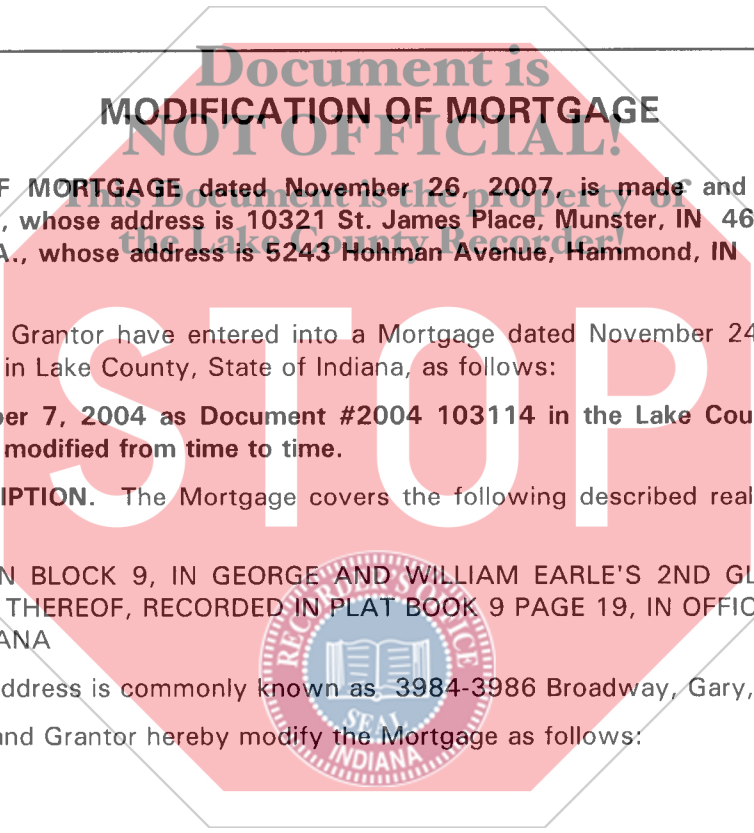 Document is
MODIFICATION OF MORTGAGE
NOT OFFICIAL!
F MORTGAGE dated November 26, 2007, is made and
This Document is the property of
, whose address is 10321 St. James Place, Munster, IN 46
the Lake County Recorder!
A., whose address is 5243 Hohman Avenue, Hammond, IN
Grantor have entered into a Mortgage dated November 24
in Lake County, State of Indiana, as follows:
ber 7, 2004 as Document #2004 103114 in the Lake Cou
modified from time to time.
STOP
IPTION. The Mortgage covers the following described real
N BLOCK 9, IN GEORGE AND WILLIAM EARLE'S 2ND GL
THEREOF, RECORDED IN PLAT BOOK 9 PAGE 19, IN OFFIC
ANA
ddress is commonly known as 3984-3986 Broadway, Gary,
and Grantor hereby modify the Mortgage as follows:
RECORDER'S OFFICE
SEAL
INDIANA